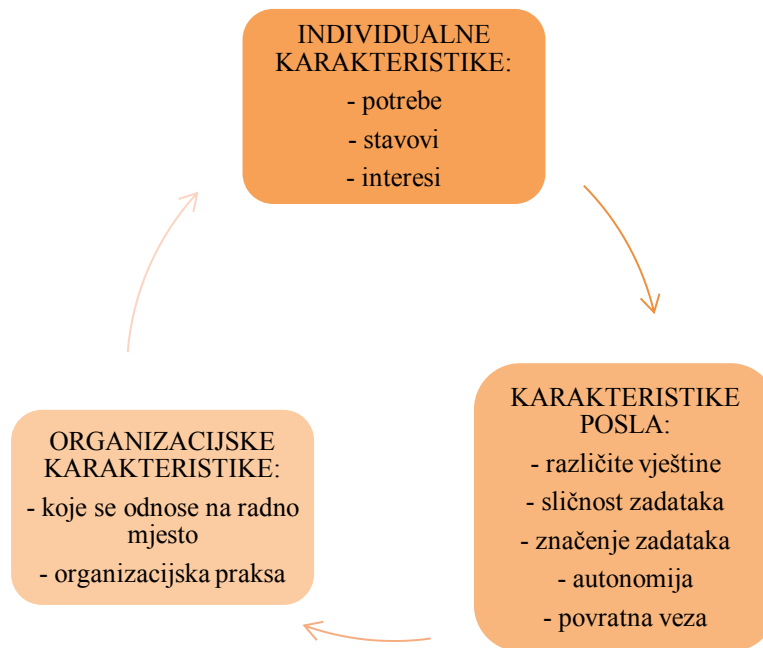 INDIVIDUALNE
KARAKTERISTIKE:
- potrebe
- stavovi
- interesi
KARAKTERISTIKE
POSLA:
- različite vještine
- sličnost zadataka
- značenje zadataka
- autonomija
- povratna veza
ORGANIZACIJSKE
KARAKTERISTIKE:
- koje se odnose na radno
mjesto
- organizacijska praksa